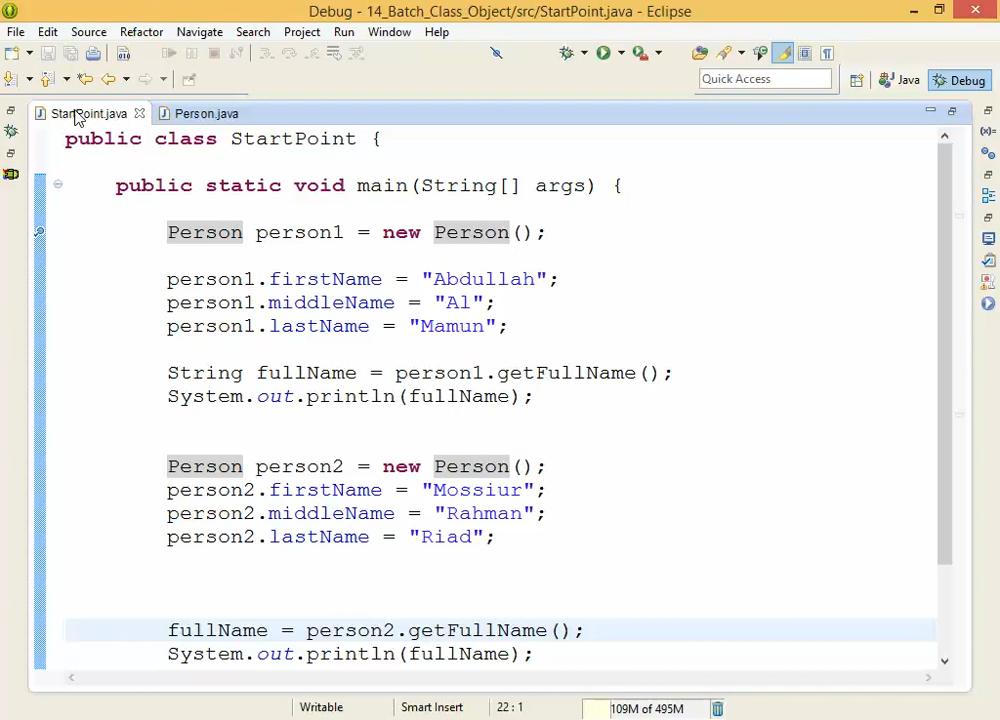 Debug - 14_Batch_Class_Object/src/StartPoint.java - Eclipse
File Edit Source Refactor Navigate Search Project Run Window Help
Quick Access
Java
Debug
StartPoint.java
Person.java
public class StartPoint {
public static void main(String[] args) {
Person person1 = new Person();
person1.firstName = "Abdullah";
person1.middleName = "Al";
person1.lastName = "Mamun";
String fullName = person1.getFullName();
System.out.println(fullName);
Person person2 = new Person();
person2.firstName = "Mossiur";
person2.middleName = "Rahman";
person2.lastName = "Riad";
fullName = person2.getFullName();
System.out.println(fullName);
Writable
Smart Insert
22 : 1
109M of 495M